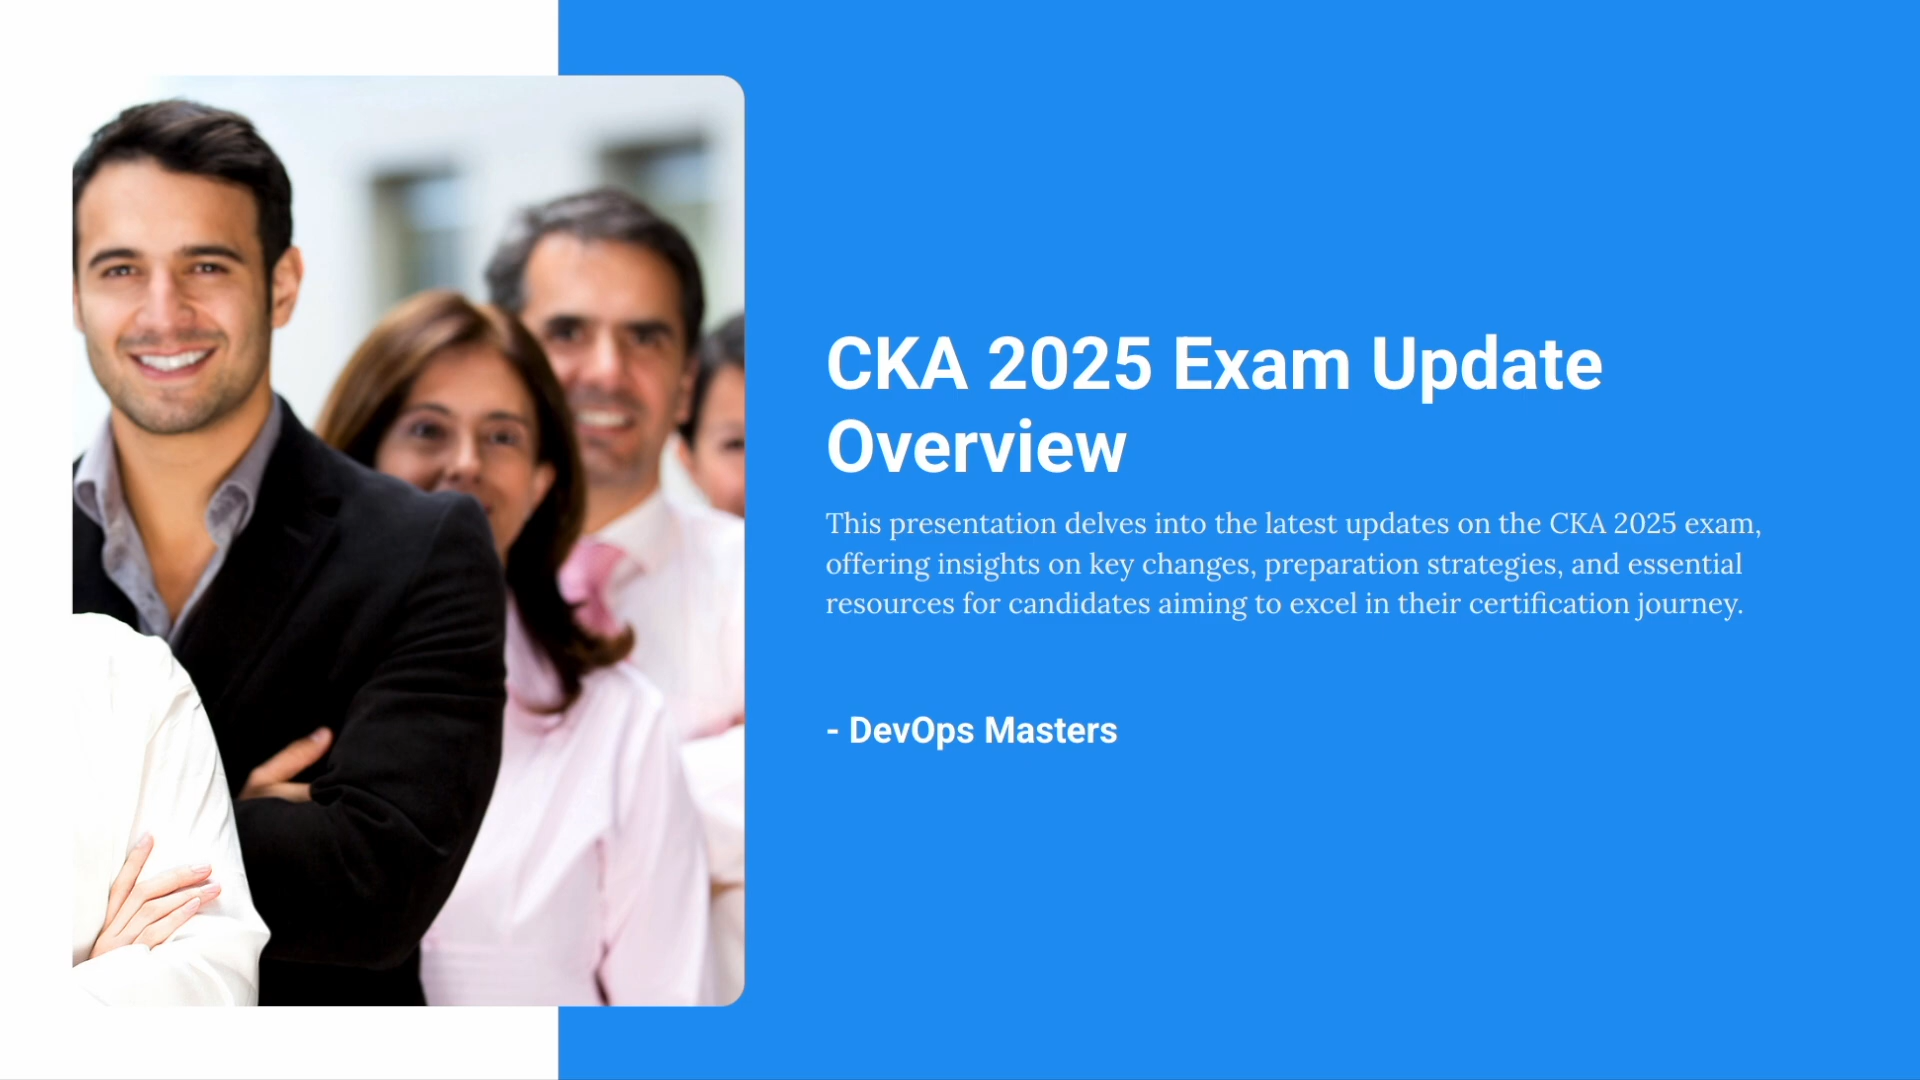 CKA 2025 Exam Update
Overview
This presentation delves into the latest updates on the CKA 2025 exam,
offering insights on key changes, preparation strategies, and essential
resources for candidates aiming to excel in their certification journey.
- DevOps Masters